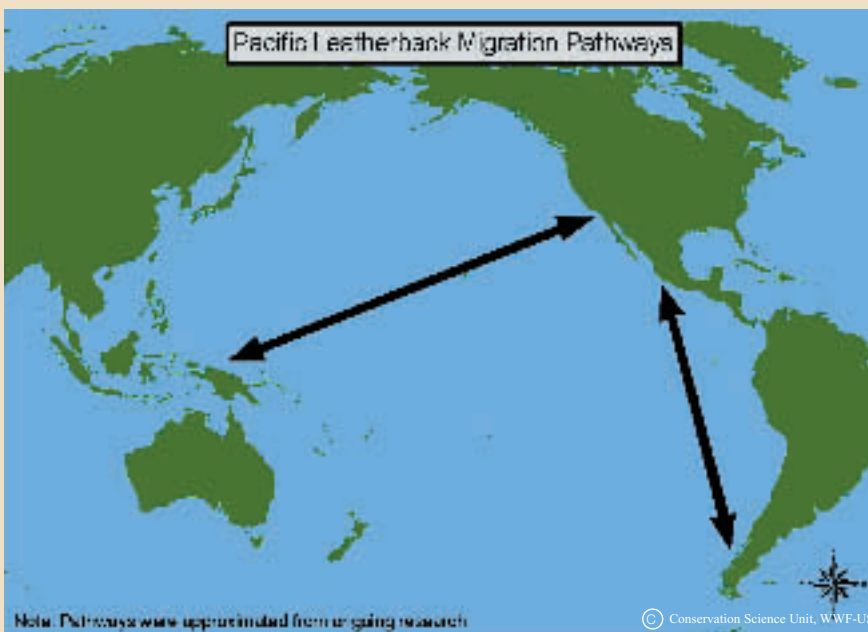 Pacific Leatherback Migration Pathways
Note: Pathways were approximated from ongoing research
© Conservation Science Unit, WWF-U